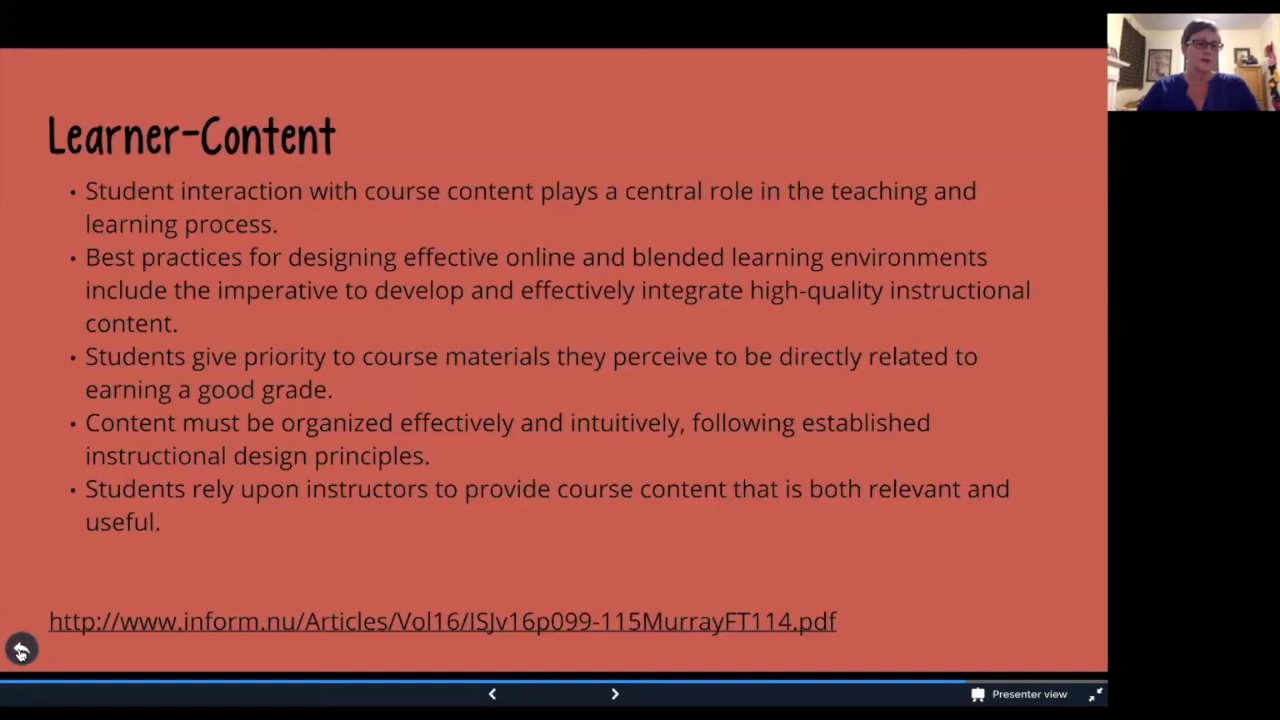 Learner-Content
• Student interaction with course content plays a central role in the teaching and
learning process.
• Best practices for designing effective online and blended learning environments
include the imperative to develop and effectively integrate high-quality instructional
content.
• Students give priority to course materials they perceive to be directly related to
earning a good grade.
• Content must be organized effectively and intuitively, following established
instructional design principles.
• Students rely upon instructors to provide course content that is both relevant and
useful.
http://www.inform.nu/Articles/Vol16/ISJv16p099-115MurrayFT114.pdf
Presenter view